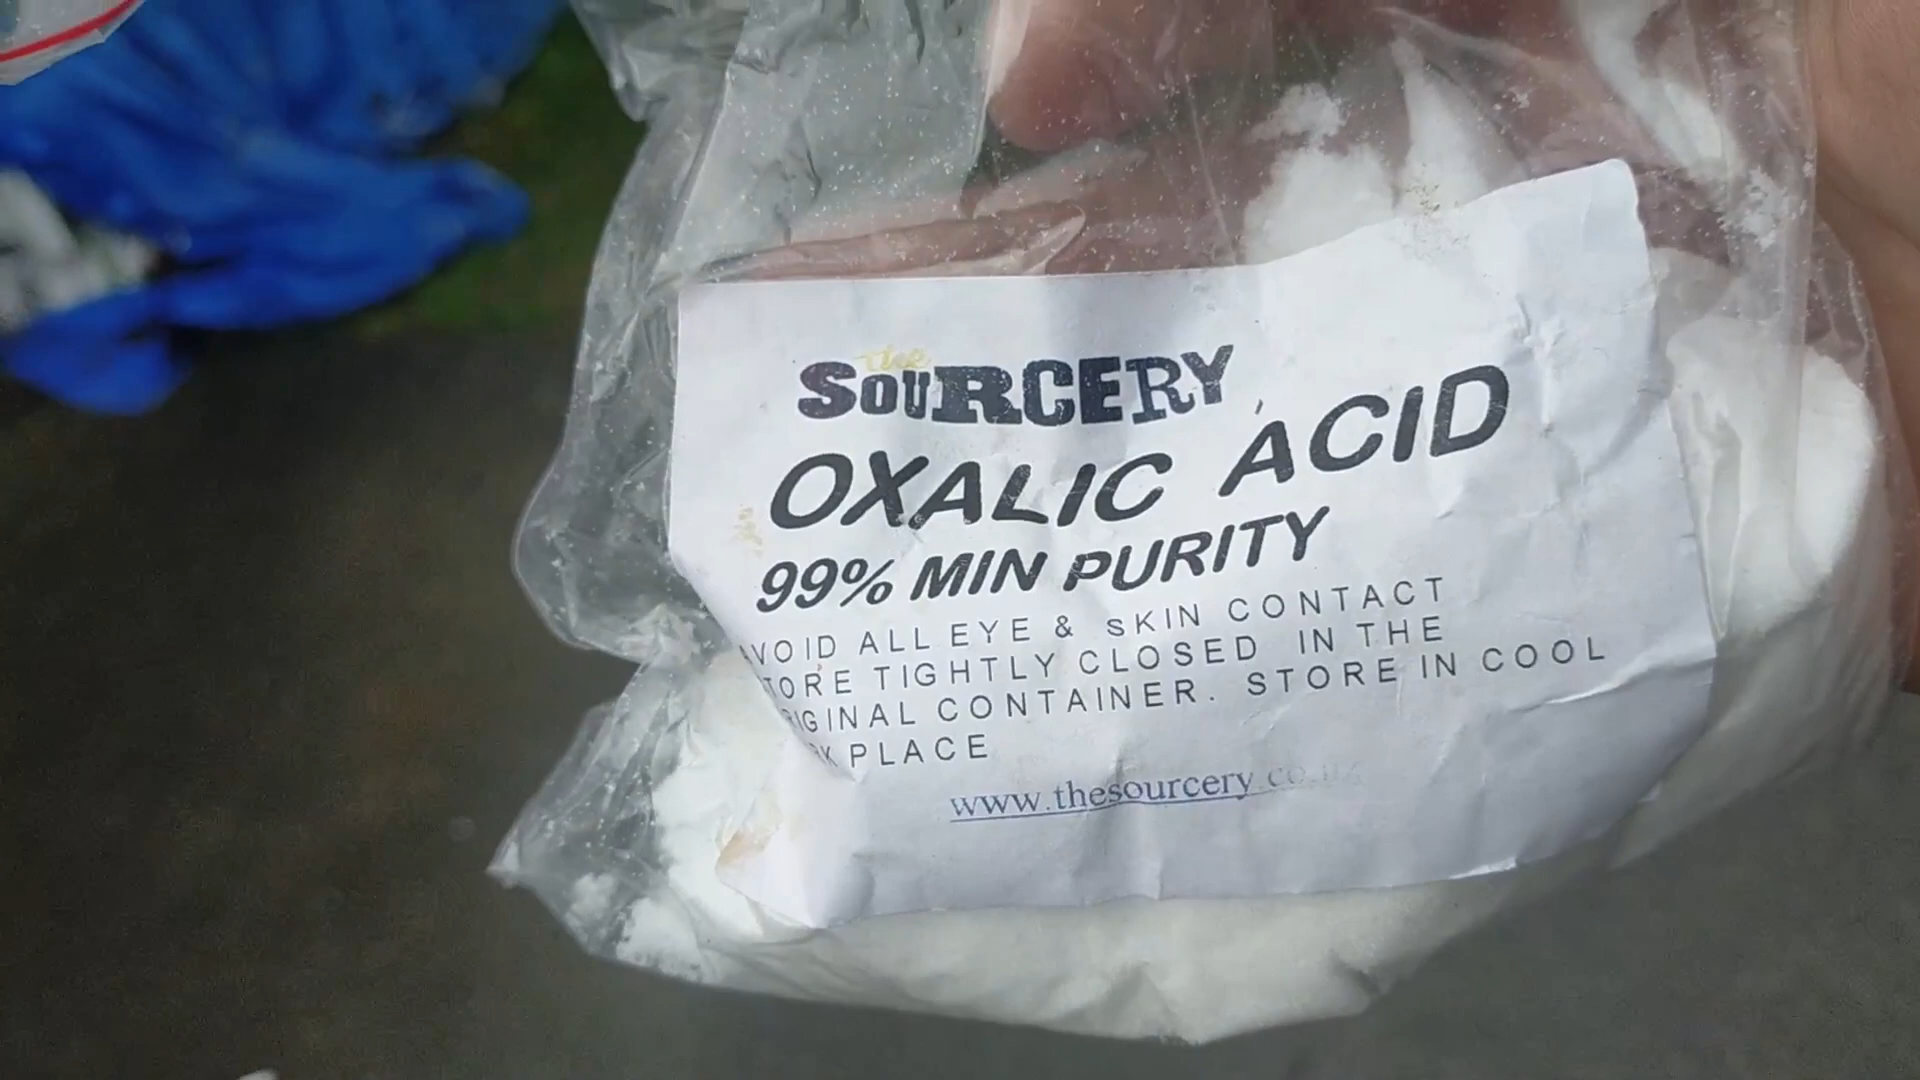 the
SOURCERY
OXALIC ACID
99% MIN PURITY
VOID ALL EYE & SKIN CONTACT
TORE TIGHTLY CLOSED IN THE
IGINAL CONTAINER. STORE IN COOL
K PLACE
www.thesourcery.co.